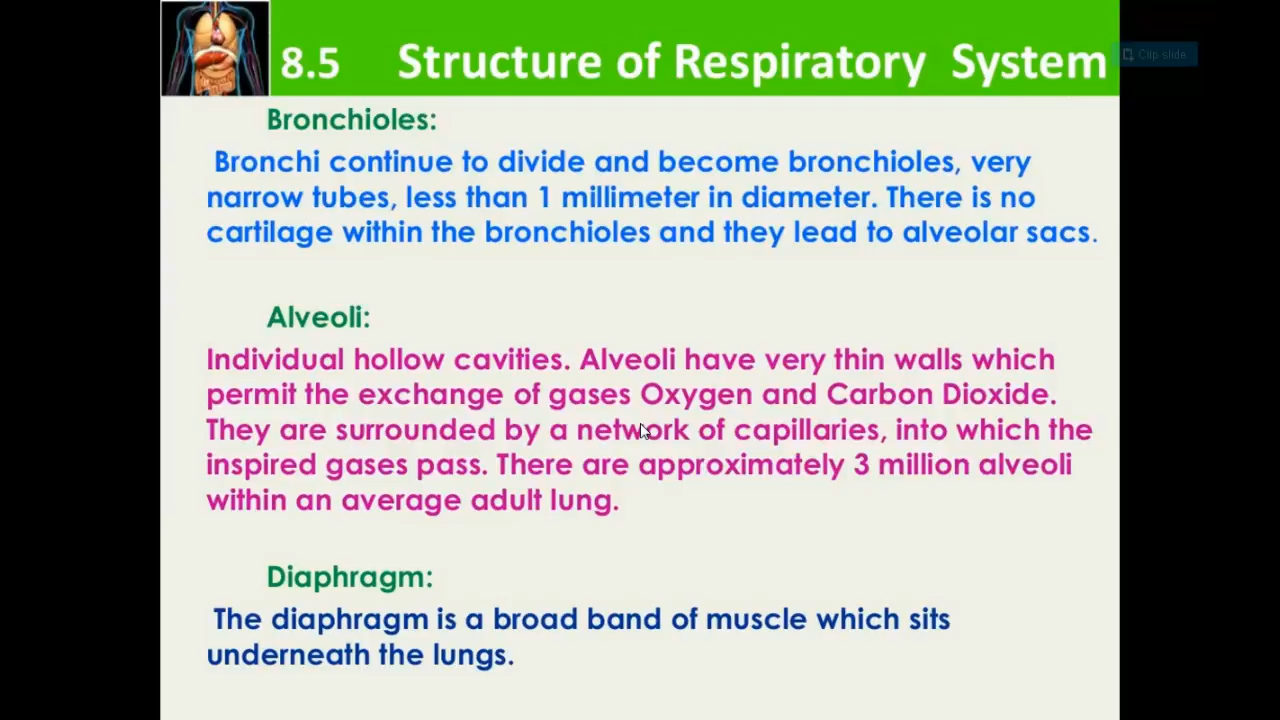 8.5 Structure of Respiratory System
Clip slide
Bronchioles:
Bronchi continue to divide and become bronchioles, very
narrow tubes, less than 1 millimeter in diameter. There is no
cartilage within the bronchioles and they lead to alveolar sacs.
Alveoli:
Individual hollow cavities. Alveoli have very thin walls which
permit the exchange of gases Oxygen and Carbon Dioxide.
They are surrounded by a network of capillaries, into which the
inspired gases pass. There are approximately 3 million alveoli
within an average adult lung.
Diaphragm:
The diaphragm is a broad band of muscle which sits
underneath the lungs.